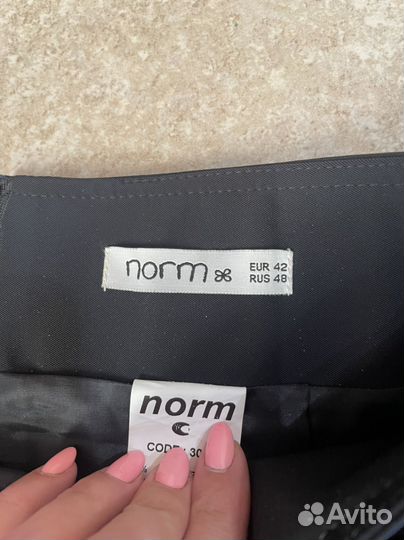 norm EUR 42
RUS 48
norm
CODE: 30
Avito